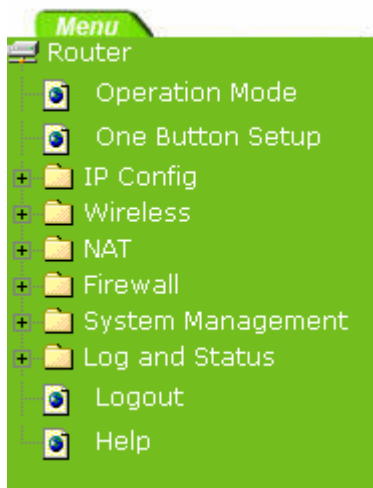 Menu
Router
Operation Mode
One Button Setup
IP Config
Wireless
NAT
Firewall
System Management
Log and Status
Logout
Help